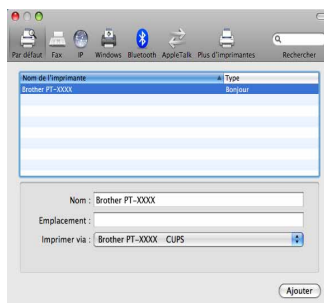 Par défaut Fax IP Windows Bluetooth AppleTalk Plus d'imprimantes Rechercher
Nom de l'imprimante Type
Brother PT-XXXX Bonjour
Nom : Brother PT-XXXX
Emplacement :
Imprimer via : Brother PT-XXXX CUPS
Ajouter